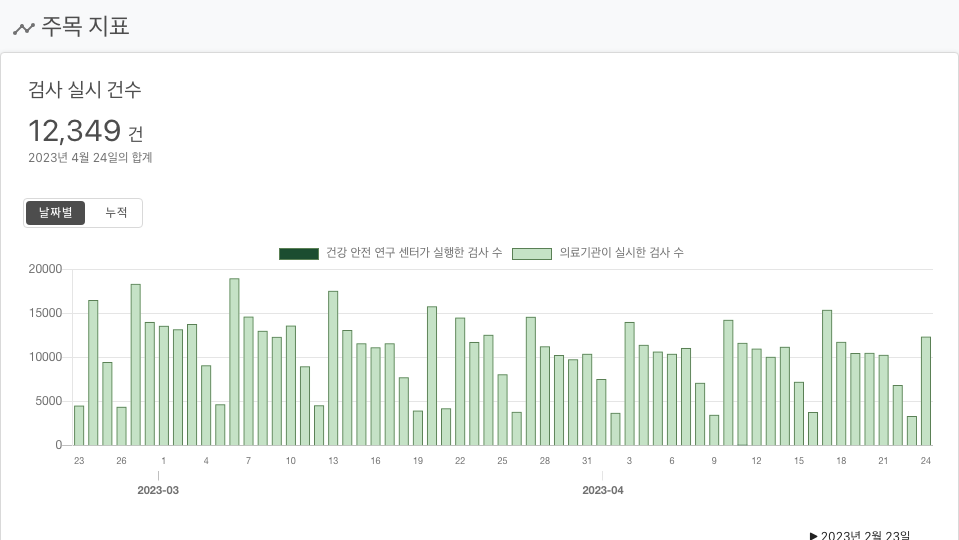 주목 지표
검사 실시 건수
12,349 건
2023년 4월 24일의 합계
날짜별 누적
건강 안전 연구 센터가 실행한 검사 수 의료기관이 실시한 검사 수
20000
15000
10000
5000
0
23 26 1 4 7 10 13 16 19 22 25 28 31 3 6 9 12 15 18 21 24
2023-03 2023-04
▶ 2023년 2월 23일